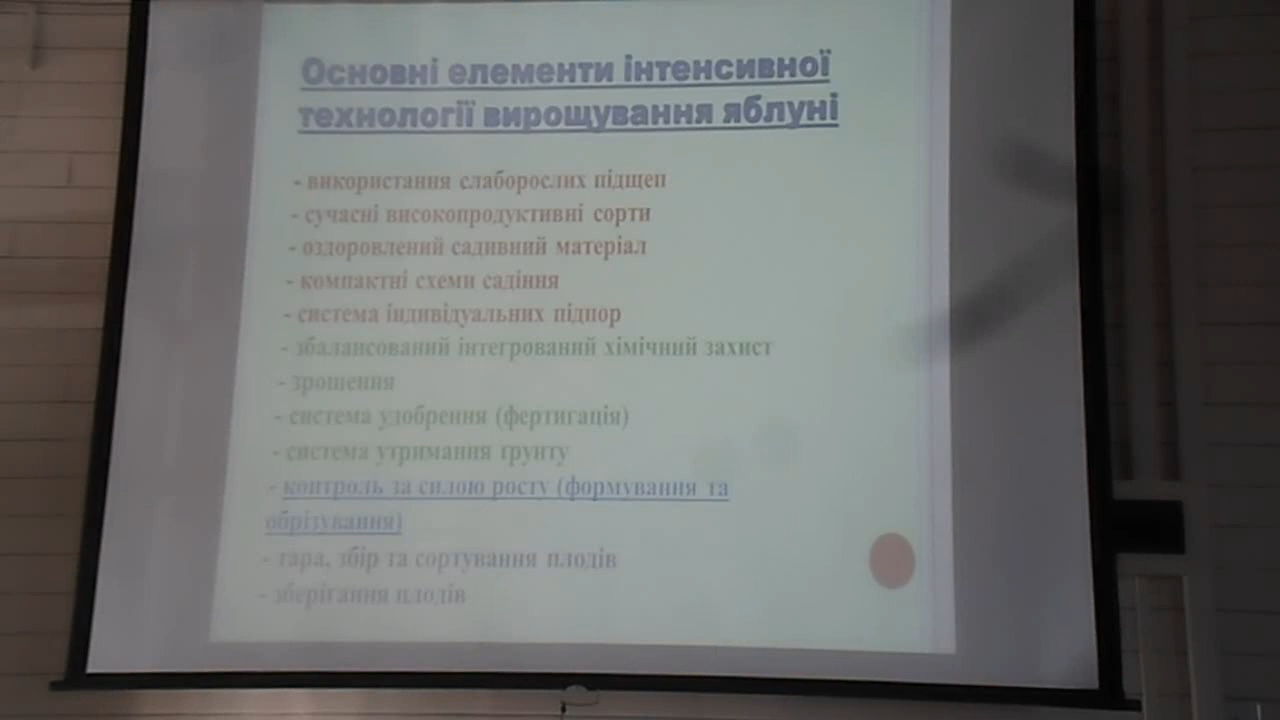 Основні елементи інтенсивної
технології вирощування яблуні
- використання слаборослих підщеп
- сучасні високопродуктивні сорти
- оздоровлений садивний матеріал
- компактні схеми садіння
- система індивідуальних підпор
- збалансований інтегрований хімічний захист
- зрошення
- система удобрення (фертигація)
- система утримання ґрунту
- контроль за силою росту (формування та
обрізування)
- тара, збір та сортування плодів
- зберігання плодів